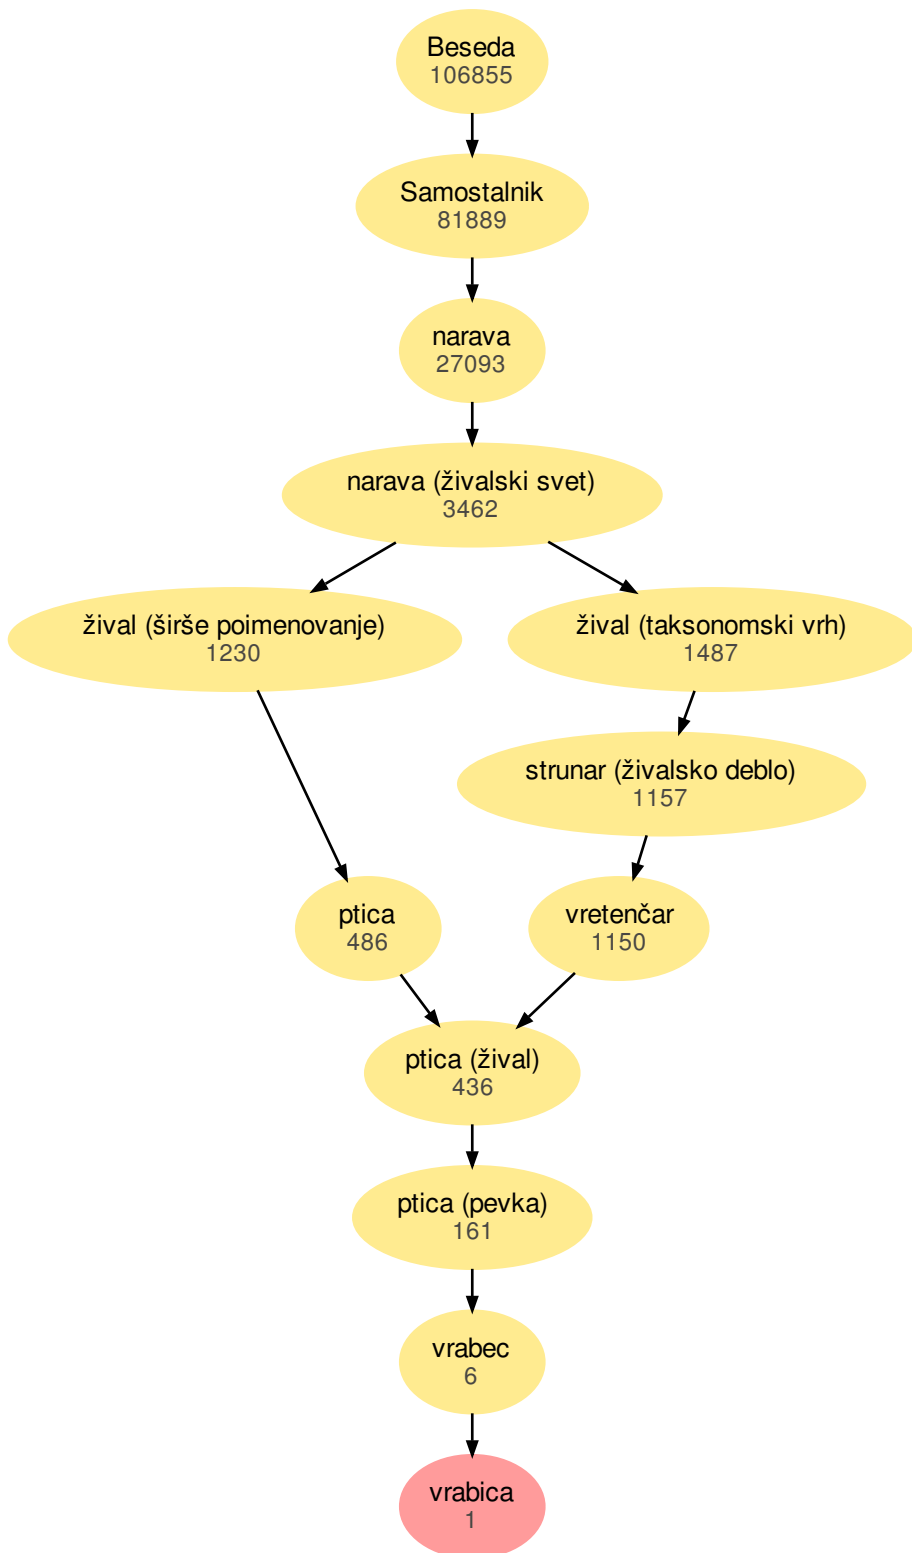 Beseda
106855
Samostalnik
81889
narava
27093
narava (živalski svet)
3462
žival (širše poimenovanje)
1230
žival (taksonomski vrh)
1487
strunar (živalsko deblo)
1157
ptica
486
vretenčar
1150
ptica (žival)
436
ptica (pevka)
161
vrabec
6
vrabica
1